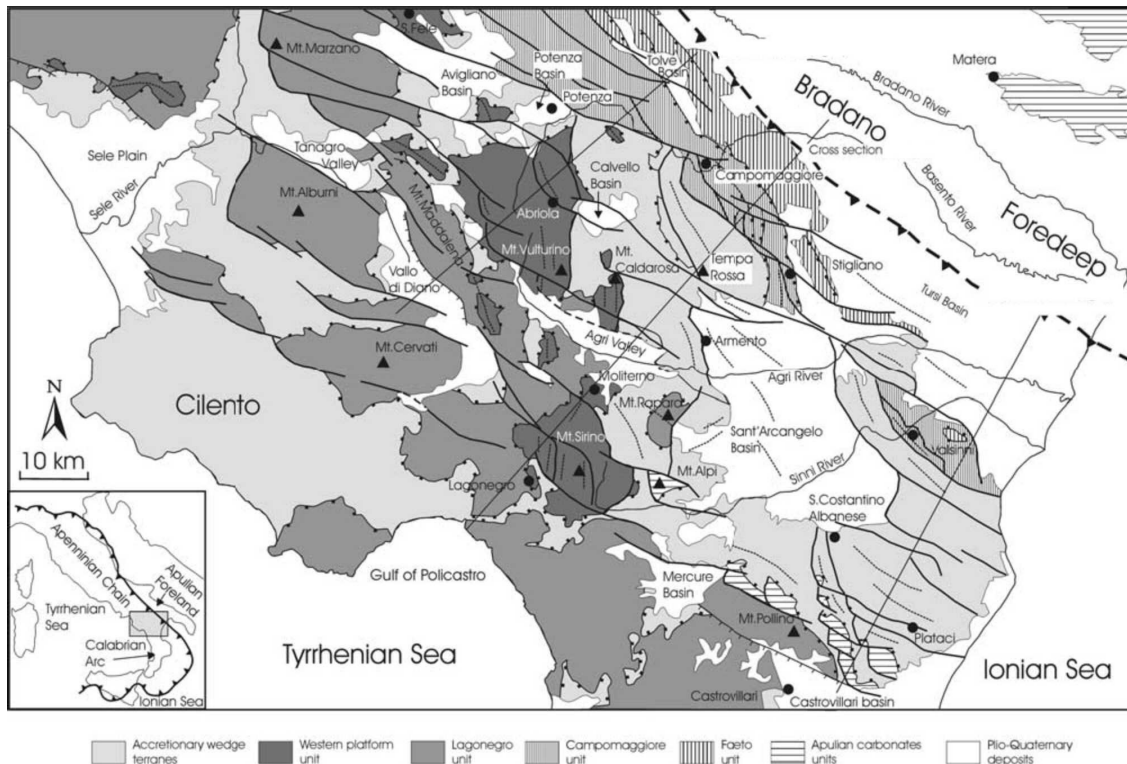 S.Fele
Mt.Marzano
Avigliano
Basin
Potenza
Basin
Potenza
Tolve
Basin
Matera
Bradano River
Bradano
Foredeep
Cross section
Campomaggiore
Basento River
Sele Plain
Sele River
Tanagro
Valley
Calvello
Basin
Mt.Alburni
Mt.Maddalena
Abriola
Mt.Vulturino
Mt.
Caldarosa
Tempa
Rossa
Stigliano
Tursi Basin
Vallo
di Diano
Agri Valley
Armento
Mt.Cervati
Agri River
Moliterno
Mt.Raparo
Cilento
Sant'Arcangelo
Basin
Valsinni
N
10 km
Mt.Sirino
Sinni River
Lagonegro
Mt.Alpi
S.Costantino
Albanese
Gulf of Policastro
Mercure
Basin
Mt.Pollino
Plataci
Tyrrhenian Sea
Ionian Sea
Castrovillari
Castrovillari basin
Apenninian Chain
Apulian
Foreland
Tyrrhenian
Sea
Calabrian
Arc
Ionian Sea
Accretionary wedge
terranes
Western platform
unit
Lagonegro
unit
Campomaggiore
unit
Faeto
unit
Apulian carbonates
units
Plio-Quaternary
deposits